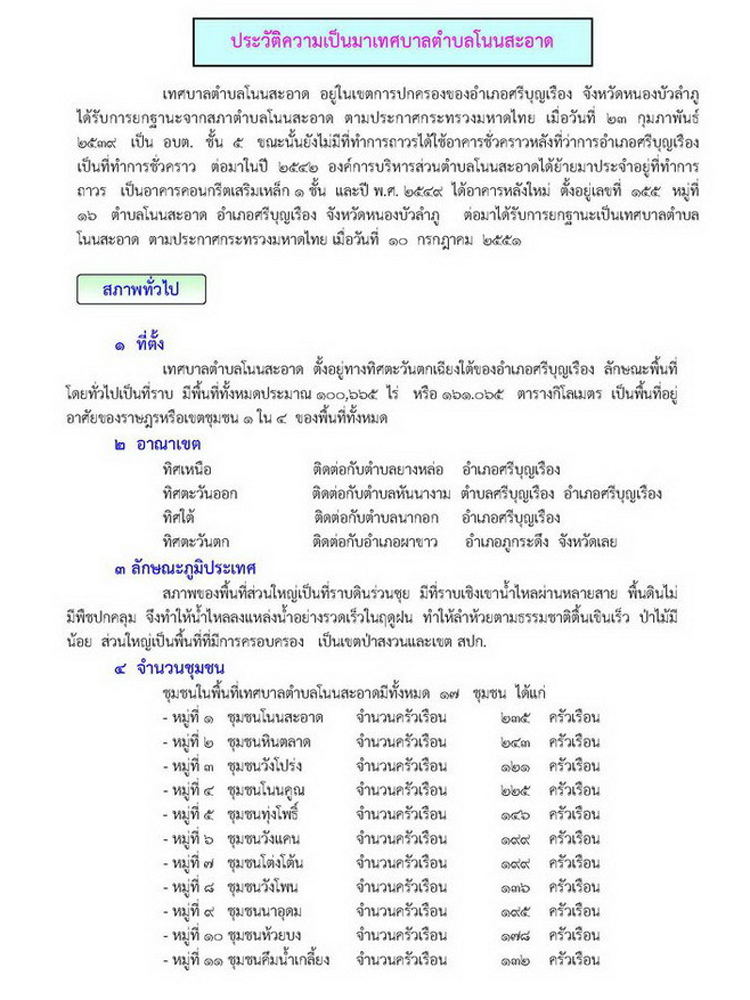 ประวัติความเป็นมาเทศบาลตำบลโนนสะอาด
เทศบาลตำบลโนนสะอาด อยู่ในเขตการปกครองของอำเภอศรีบุญเรือง จังหวัดหนองบัวลำภู
ได้รับการยกฐานะจากสภาตำบลโนนสะอาด ตามประกาศกระทรวงมหาดไทย เมื่อวันที่ ๒๓ กุมภาพันธ์
๒๕๓๙ เป็น อบต. ชั้น ๕ ขณะนั้นยังไม่มีที่ทำการถาวรได้ใช้อาคารชั่วคราวหลังที่ว่าการอำเภอศรีบุญเรือง
เป็นที่ทำการชั่วคราว ต่อมาในปี ๒๕๔๒ องค์การบริหารส่วนตำบลโนนสะอาดได้ย้ายมาประจำอยู่ที่ทำการ
ถาวร เป็นอาคารคอนกรีตเสริมเหล็ก ๑ ชั้น และปี พ.ศ. ๒๕๔๙ ได้อาคารหลังใหม่ ตั้งอยู่เลขที่ ๑๕๕ หมู่ที่
๑๖ ตำบลโนนสะอาด อำเภอศรีบุญเรือง จังหวัดหนองบัวลำภู ต่อมาได้รับการยกฐานะเป็นเทศบาลตำบล
โนนสะอาด ตามประกาศกระทรวงมหาดไทย เมื่อวันที่ ๑๐ กรกฎาคม ๒๕๕๑
สภาพทั่วไป
๑ ที่ตั้ง
เทศบาลตำบลโนนสะอาด ตั้งอยู่ทางทิศตะวันตกเฉียงใต้ของอำเภอศรีบุญเรือง ลักษณะพื้นที่
โดยทั่วไปเป็นที่ราบ มีพื้นที่ทั้งหมดประมาณ ๑๐๐,๖๖๕ ไร่ หรือ ๑๖๑.๐๖๕ ตารางกิโลเมตร เป็นพื้นที่อยู่
อาศัยของราษฎรหรือเขตชุมชน ๑ ใน ๔ ของพื้นที่ทั้งหมด
๒ อาณาเขต
ทิศเหนือ ติดต่อกับตำบลยางหล่อ อำเภอศรีบุญเรือง
ทิศตะวันออก ติดต่อกับตำบลหันนางาม ตำบลศรีบุญเรือง อำเภอศรีบุญเรือง
ทิศใต้ ติดต่อกับตำบลนากอก อำเภอศรีบุญเรือง
ทิศตะวันตก ติดต่อกับอำเภอผาขาว อำเภอภูกระดึง จังหวัดเลย
๓ ลักษณะภูมิประเทศ
สภาพของพื้นที่ส่วนใหญ่เป็นที่ราบดินร่วนซุย มีที่ราบเชิงเขาน้ำไหลผ่านหลายสาย พื้นดินไม่
มีพืชปกคลุม จึงทำให้น้ำไหลลงแหล่งน้ำอย่างรวดเร็วในฤดูฝน ทำให้ลำห้วยตามธรรมชาติตื้นเขินเร็ว ป่าไม้มี
น้อย ส่วนใหญ่เป็นพื้นที่ที่มีการครอบครอง เป็นเขตป่าสงวนและเขต สปก.
๔ จำนวนชุมชน
ชุมชนในพื้นที่เทศบาลตำบลโนนสะอาดมีทั้งหมด ๑๗ ชุมชน ได้แก่
- หมู่ที่ ๑ ชุมชนโนนสะอาด จำนวนครัวเรือน ๒๓๕ ครัวเรือน
- หมู่ที่ ๒ ชุมชนหินตลาด จำนวนครัวเรือน ๒๔๓ ครัวเรือน
- หมู่ที่ ๓ ชุมชนวังโปร่ง จำนวนครัวเรือน ๑๒๑ ครัวเรือน
- หมู่ที่ ๔ ชุมชนโนนคูณ จำนวนครัวเรือน ๒๒๕ ครัวเรือน
- หมู่ที่ ๕ ชุมชนทุ่งโพธิ์ จำนวนครัวเรือน ๑๔๖ ครัวเรือน
- หมู่ที่ ๖ ชุมชนวังแคน จำนวนครัวเรือน ๑๙๙ ครัวเรือน
- หมู่ที่ ๗ ชุมชนโต่งโต้น จำนวนครัวเรือน ๑๙๙ ครัวเรือน
- หมู่ที่ ๘ ชุมชนวังโพน จำนวนครัวเรือน ๑๓๖ ครัวเรือน
- หมู่ที่ ๙ ชุมชนนาอุดม จำนวนครัวเรือน ๑๙๕ ครัวเรือน
- หมู่ที่ ๑๐ ชุมชนห้วยบง จำนวนครัวเรือน ๑๗๘ ครัวเรือน
- หมู่ที่ ๑๑ ชุมชนคึมน้ำเกลี้ยง จำนวนครัวเรือน ๑๓๒ ครัวเรือน